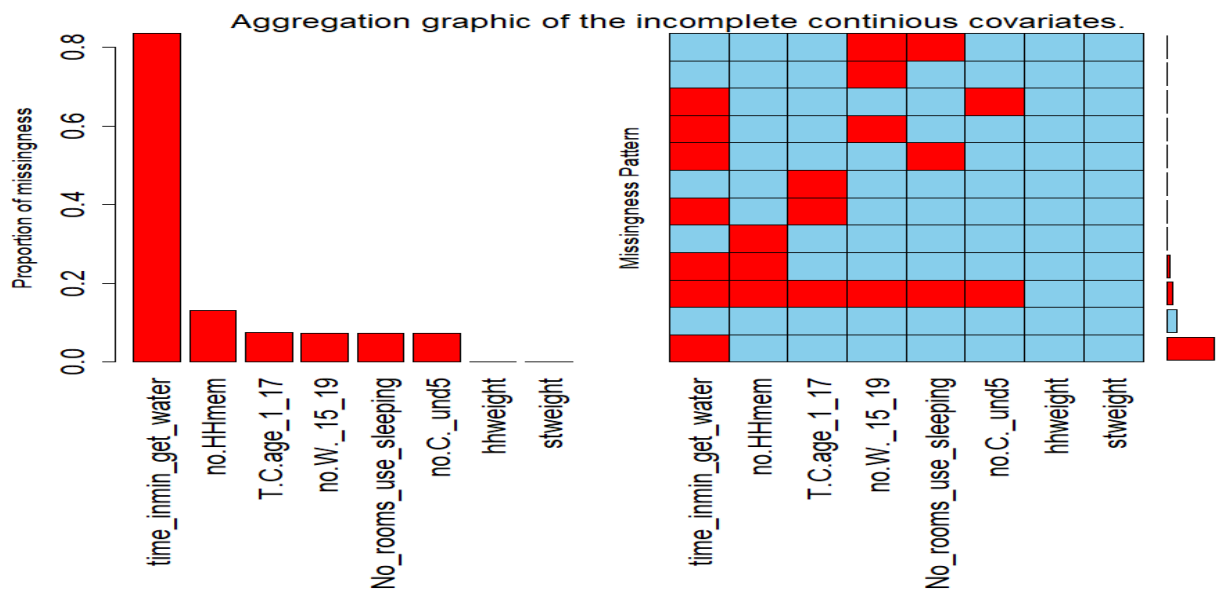 Aggregation graphic of the incomplete continious covariates.
Proportion of missingness
0.8
0.6
0.4
0.2
0.0
time_inmin_get_water
no.HHmem
T.C.age_1_17
no.W._15_19
No_rooms_use_sleeping
no.C._und5
hhweight
stweight
Missingness Pattern
time_inmin_get_water
no.HHmem
T.C.age_1_17
no.W._15_19
No_rooms_use_sleeping
no.C._und5
hhweight
stweight